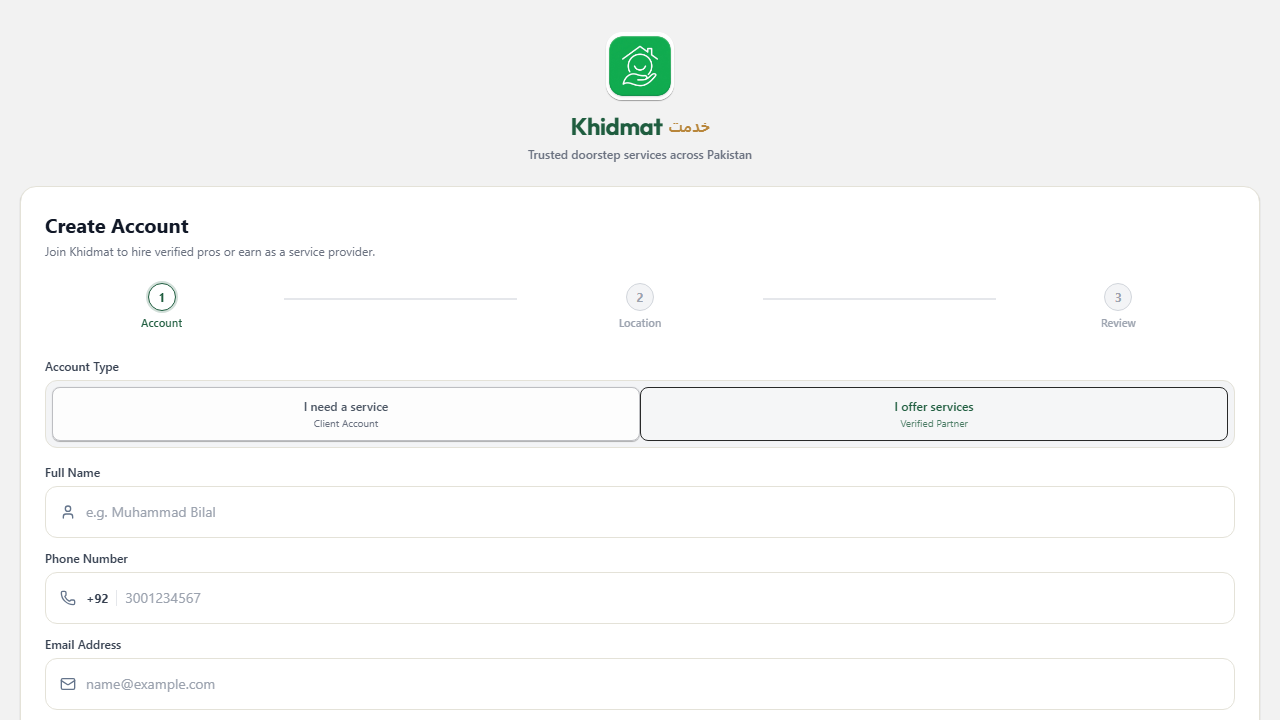 Khidmat خدمت
Trusted doorstep services across Pakistan
Create Account
Join Khidmat to hire verified pros or earn as a service provider.
1
Account
2
Location
3
Review
Account Type
I need a service
Client Account
I offer services
Verified Partner
Full Name
e.g. Muhammad Bilal
Phone Number
+92 3001234567
Email Address
name@example.com